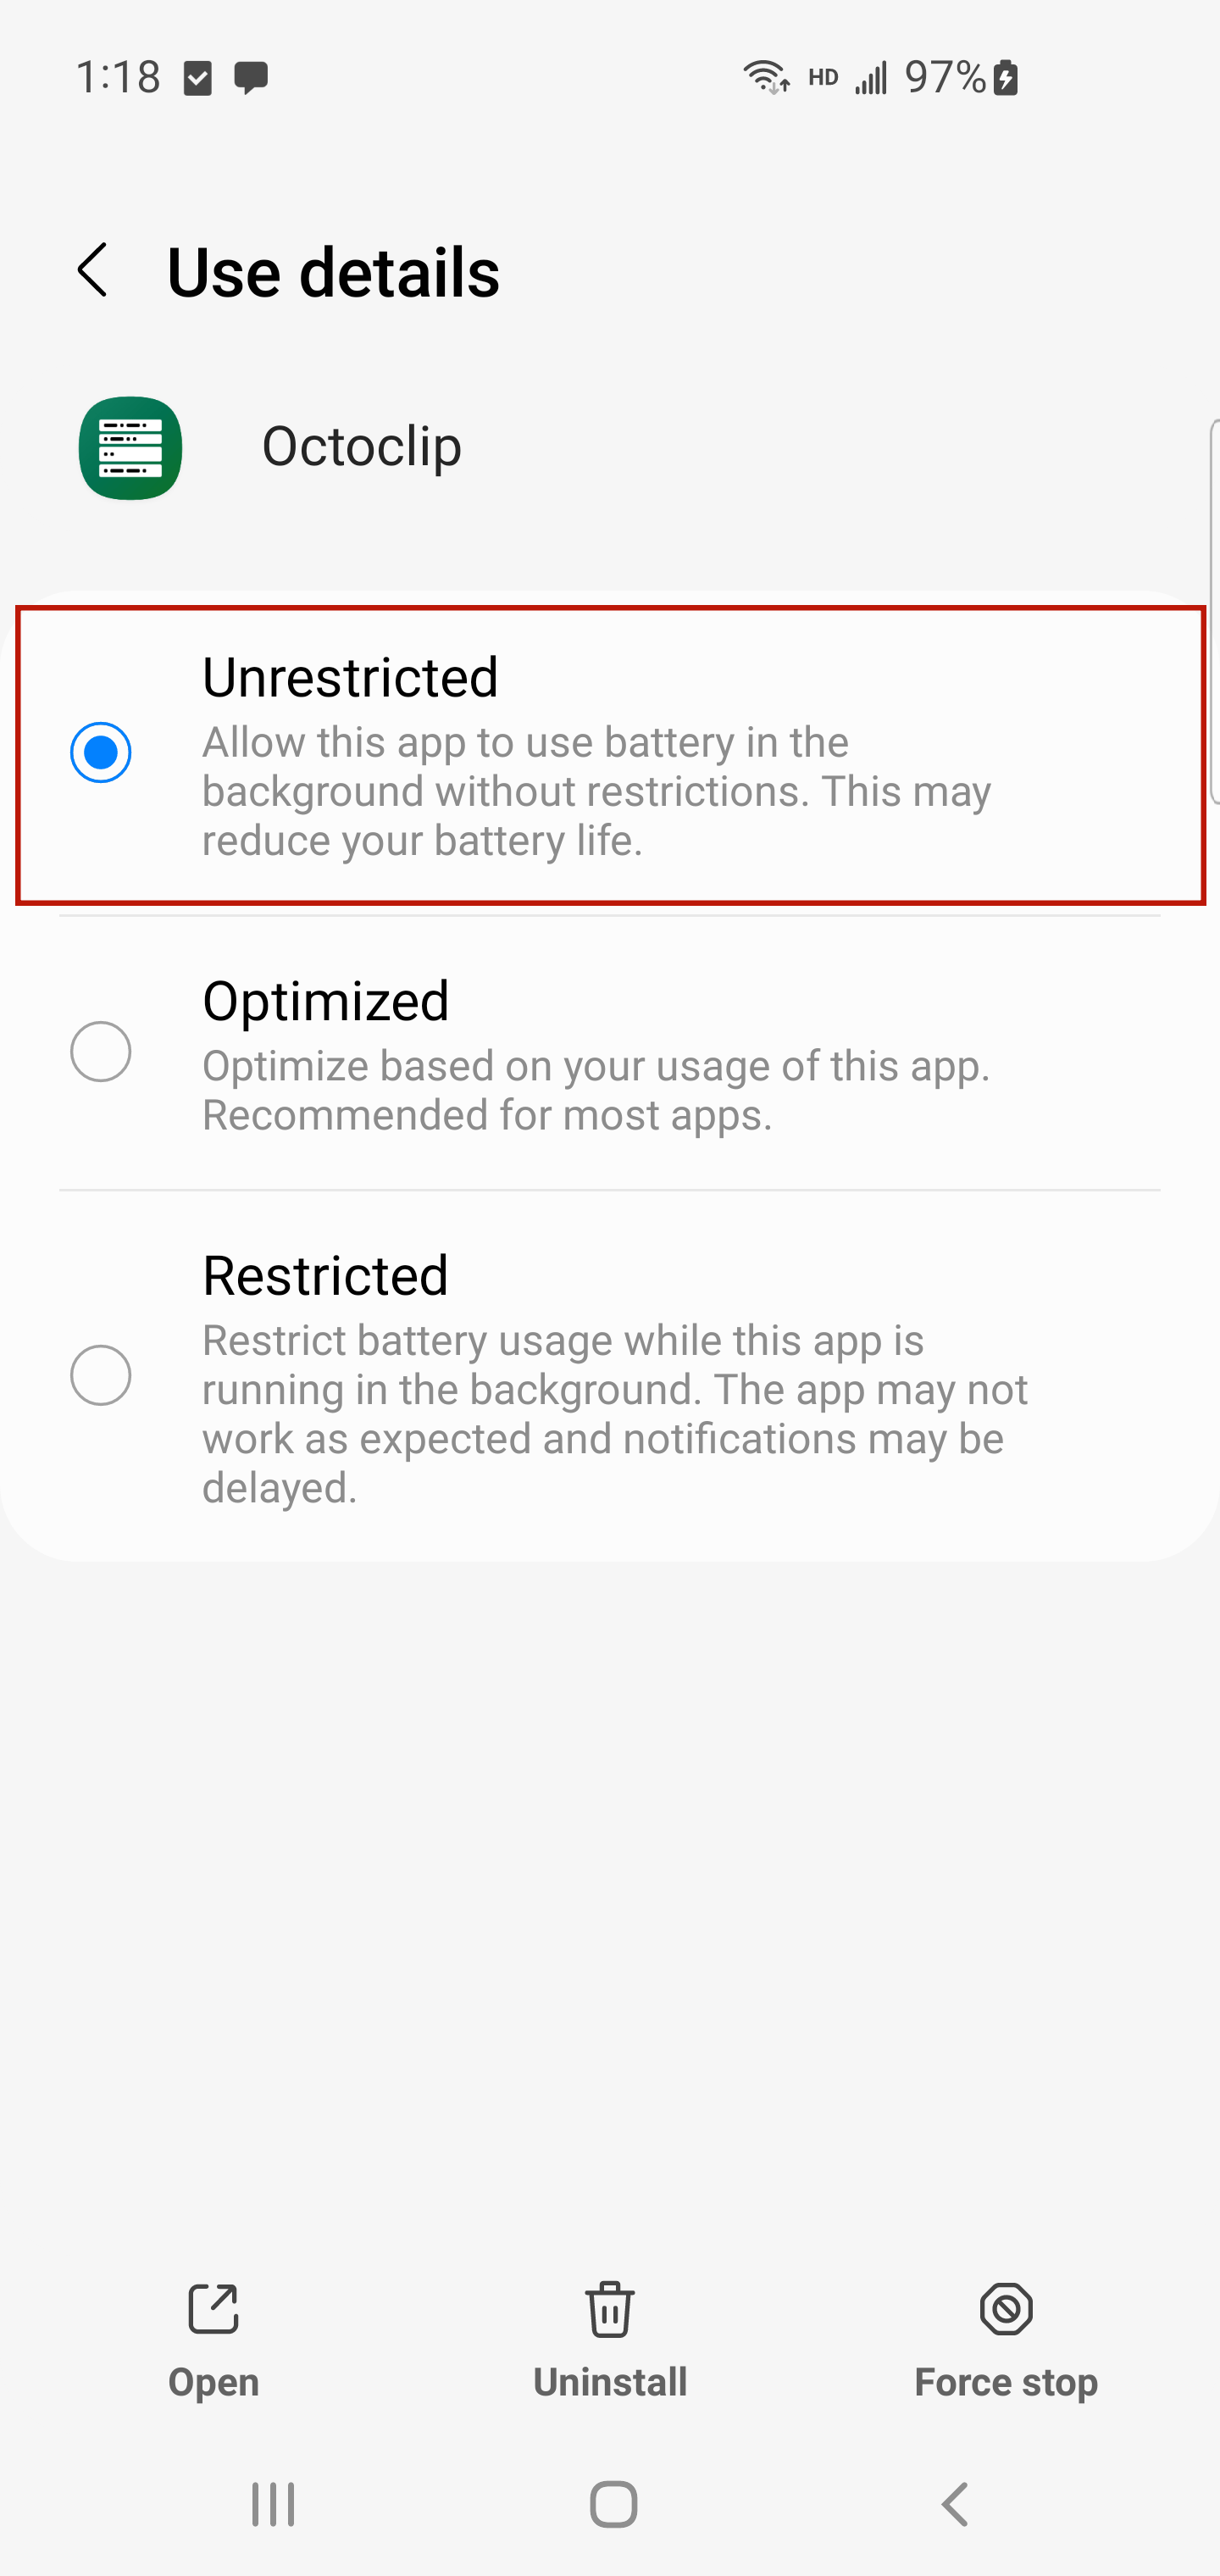 1:18 HD 97%
Use details
Octoclip
Unrestricted
Allow this app to use battery in the
background without restrictions. This may
reduce your battery life.
Optimized
Optimize based on your usage of this app.
Recommended for most apps.
Restricted
Restrict battery usage while this app is
running in the background. The app may not
work as expected and notifications may be
delayed.
Open Uninstall Force stop